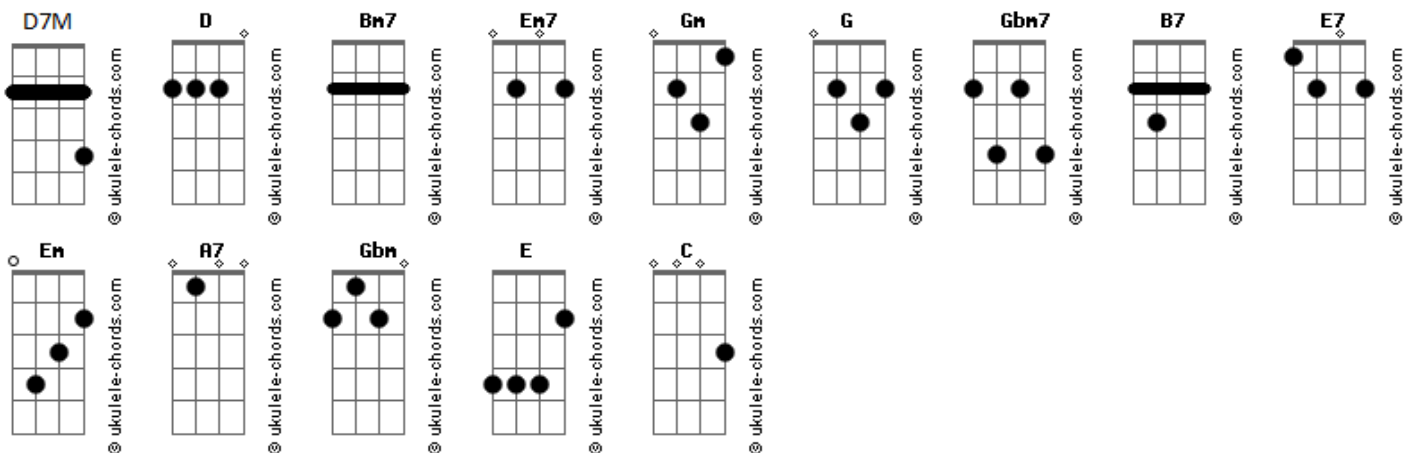 D7M D Bm7 Em7 Gm G Gbm7 B7 E7
© ukulele-chords.com © ukulele-chords.com © ukulele-chords.com © ukulele-chords.com © ukulele-chords.com © ukulele-chords.com © ukulele-chords.com © ukulele-chords.com © ukulele-chords.com
Em A7 Gbm E C
© ukulele-chords.com © ukulele-chords.com © ukulele-chords.com © ukulele-chords.com © ukulele-chords.com